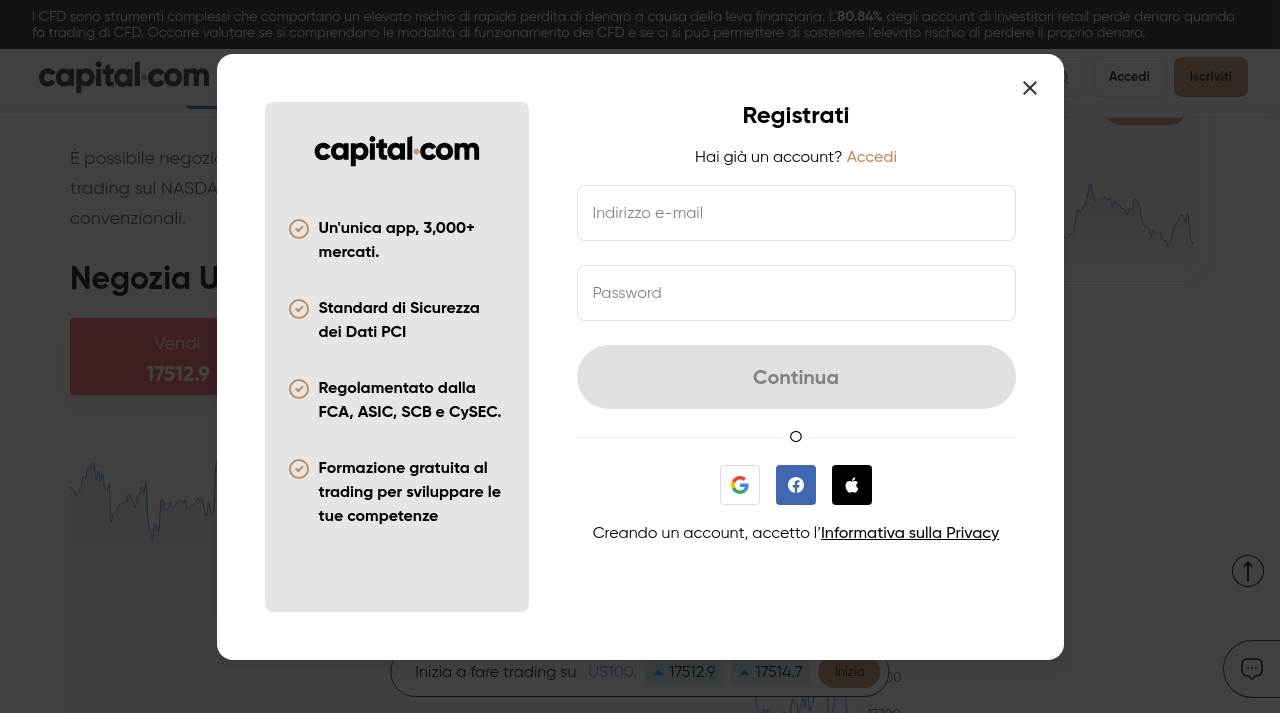 I CFD sono strumenti complessi che comportano un elevato rischio di rapida perdita di denaro a causa della leva finanziaria. L'80.84% degli account di investitori retail perde denaro quando
fa trading di CFD. Occorre valutare se si comprendono le modalità di funzionamento dei CFD e se ci si può permettere di sostenere l'elevato rischio di perdere il proprio denaro.
capital.com
Accedi
Iscriviti
È possibile negozi
trading sul NASDA
convenzionali.
Negozia U
Vendi
17512.9
capital.com
Un'unica app, 3,000+
mercati.
Standard di Sicurezza
dei Dati PCI
Regolamentato dalla
FCA, ASIC, SCB e CySEC.
Formazione gratuita al
trading per sviluppare le
tue competenze
Registrati
Hai già un account? Accedi
Indirizzo e-mail
Password
Continua
O
Creando un account, accetto l’Informativa sulla Privacy
Inizia a fare trading su US100. 17512.9 17514.7 Inizia